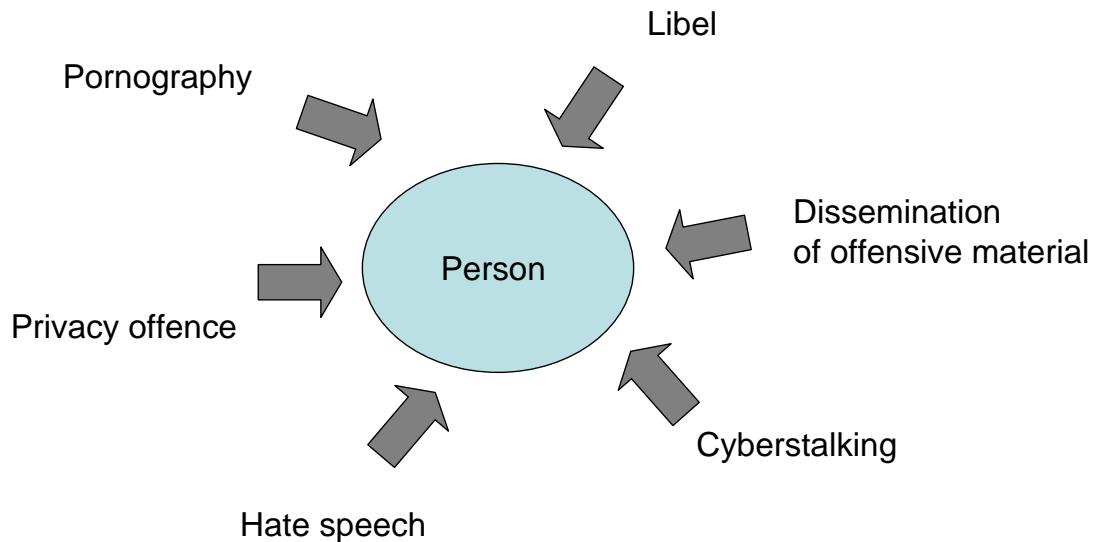 Libel
Pornography
Dissemination
of offensive material
Person
Privacy offence
Cyberstalking
Hate speech